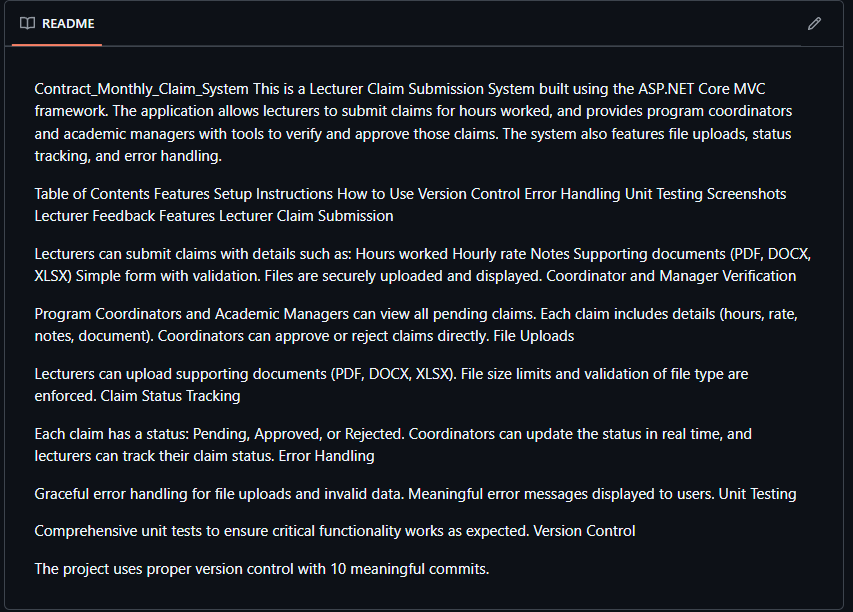 README
Contract_Monthly_Claim_System This is a Lecturer Claim Submission System built using the ASP.NET Core MVC
framework. The application allows lecturers to submit claims for hours worked, and provides program coordinators
and academic managers with tools to verify and approve those claims. The system also features file uploads, status
tracking, and error handling.
Table of Contents Features Setup Instructions How to Use Version Control Error Handling Unit Testing Screenshots
Lecturer Feedback Features Lecturer Claim Submission
Lecturers can submit claims with details such as: Hours worked Hourly rate Notes Supporting documents (PDF, DOCX,
XLSX) Simple form with validation. Files are securely uploaded and displayed. Coordinator and Manager Verification
Program Coordinators and Academic Managers can view all pending claims. Each claim includes details (hours, rate,
notes, document). Coordinators can approve or reject claims directly. File Uploads
Lecturers can upload supporting documents (PDF, DOCX, XLSX). File size limits and validation of file type are
enforced. Claim Status Tracking
Each claim has a status: Pending, Approved, or Rejected. Coordinators can update the status in real time, and
lecturers can track their claim status. Error Handling
Graceful error handling for file uploads and invalid data. Meaningful error messages displayed to users. Unit Testing
Comprehensive unit tests to ensure critical functionality works as expected. Version Control
The project uses proper version control with 10 meaningful commits.